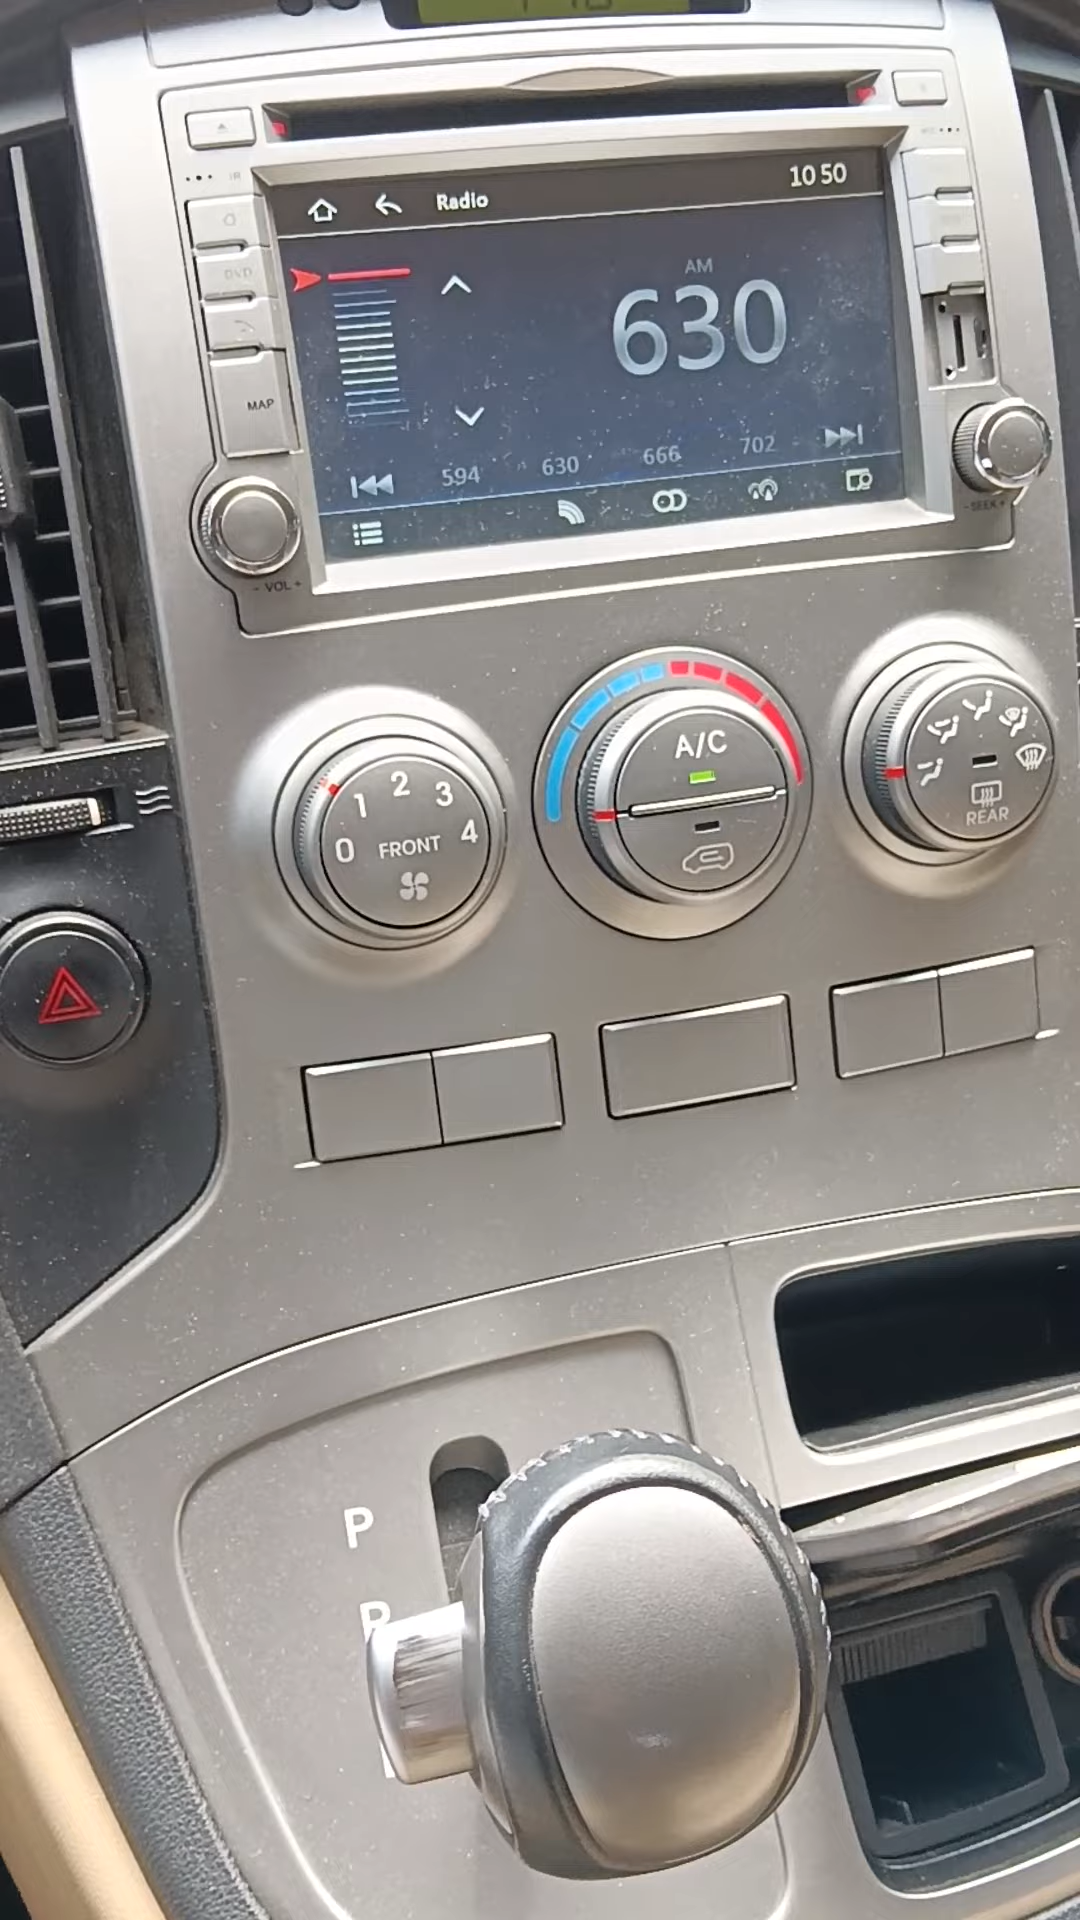 IR
Radio
10 50
DVD
AM
630
MAP
594 630 666 702
- VOL +
- SEEK +
A/C
0 1 2 3 4
FRONT
REAR
P
R